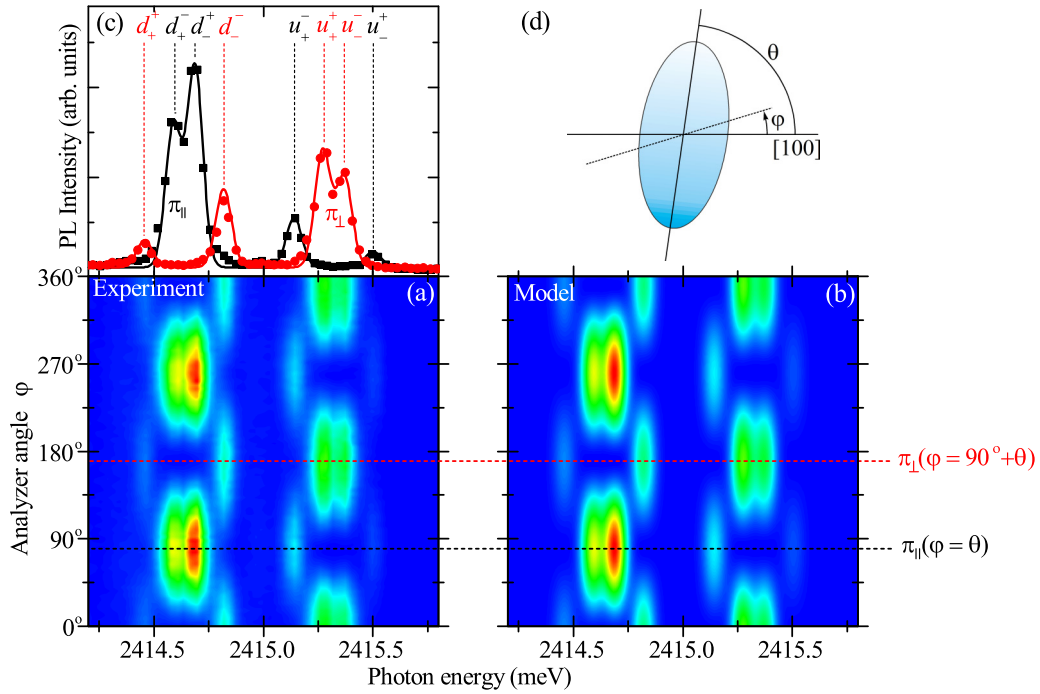 (c) d₊⁺ d₊⁻ d₋⁺ d₋⁻ u₊⁻ u₊⁺ u₋⁻ u₋⁺
PL Intensity (arb. units)
π∥
π⊥
(d)
θ
φ
[100]
Experiment (a)
Model (b)
360°
270°
180°
90°
0°
Analyzer angle φ
π⊥(φ = 90°+θ)
π∥(φ = θ)
2414.5 2415.0 2415.5
2414.5 2415.0 2415.5
Photon energy (meV)